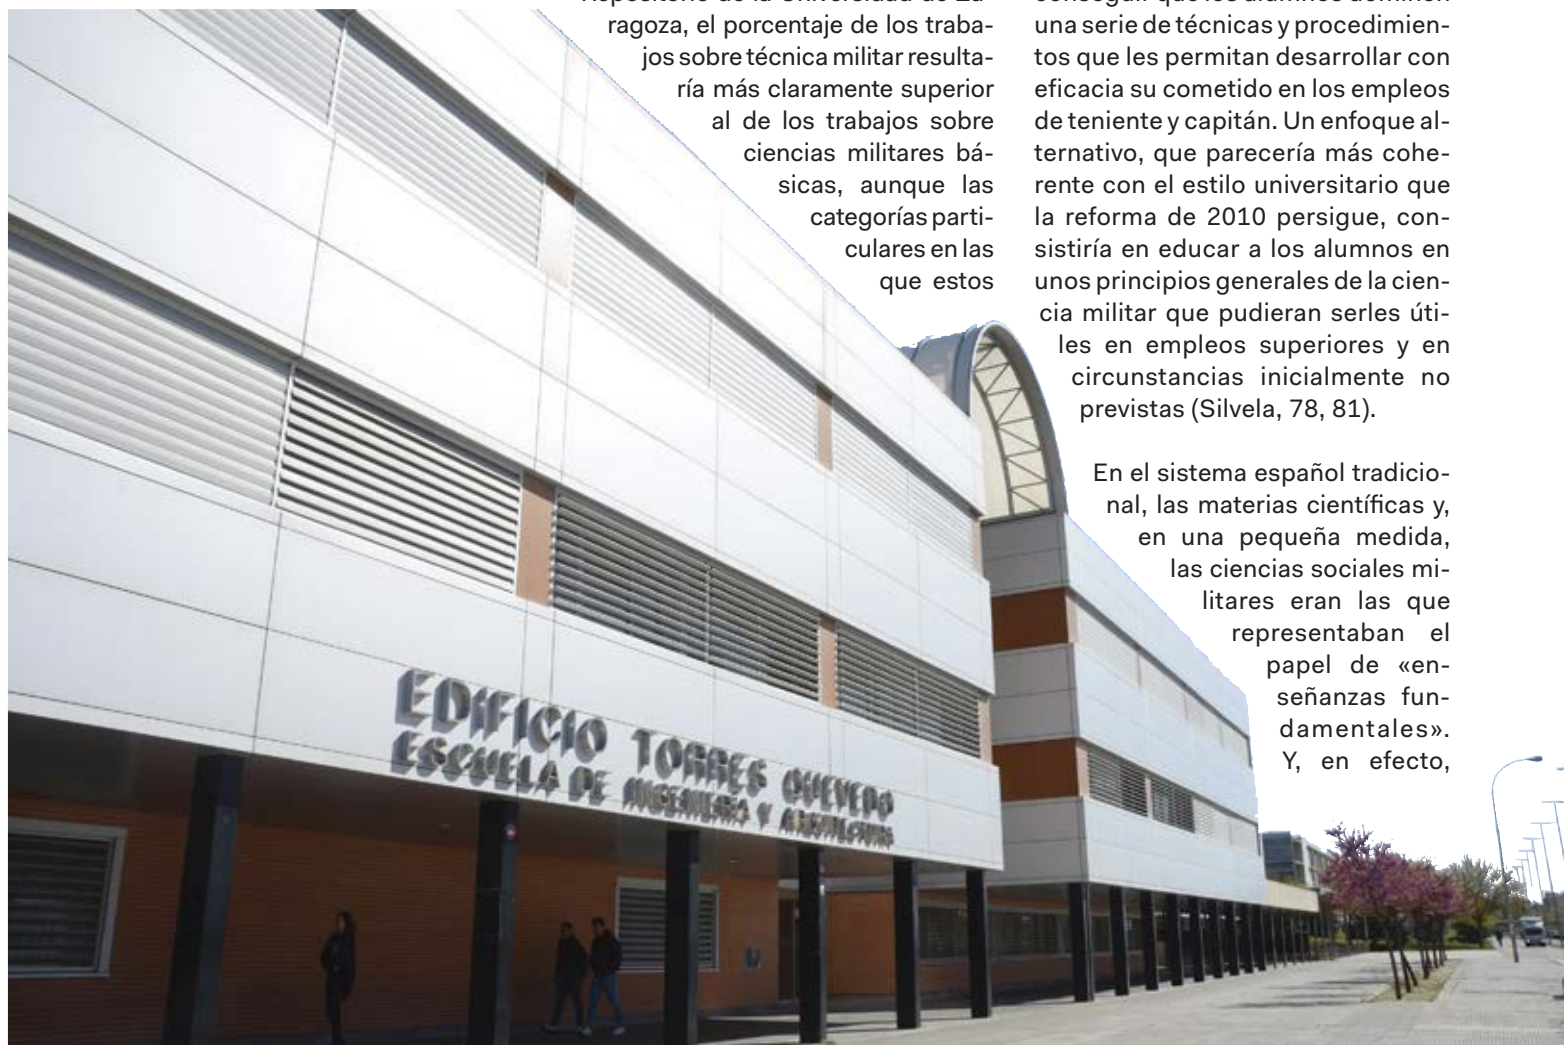 ragoza, el porcentaje de los traba-
jos sobre técnica militar resulta-
ría más claramente superior
al de los trabajos sobre
ciencias militares bá-
sicas, aunque las
categorías parti-
culares en las
que estos
una serie de técnicas y procedimien-
tos que les permitan desarrollar con
eficacia su cometido en los empleos
de teniente y capitán. Un enfoque al-
ternativo, que parecería más cohe-
rente con el estilo universitario que
la reforma de 2010 persigue, con-
sistiría en educar a los alumnos en
unos principios generales de la cien-
cia militar que pudieran serles úti-
les en empleos superiores y en
circunstancias inicialmente no
previstas (Silvela, 78, 81).
En el sistema español tradicio-
nal, las materias científicas y,
en una pequeña medida,
las ciencias sociales mi-
litares eran las que
representaban el
papel de «en-
señanzas fun-
damentales».
Y, en efecto,
EDIFICIO TORRES QUEVEDO
ESCUELA DE INGENIERIA Y ARQUITECTURA